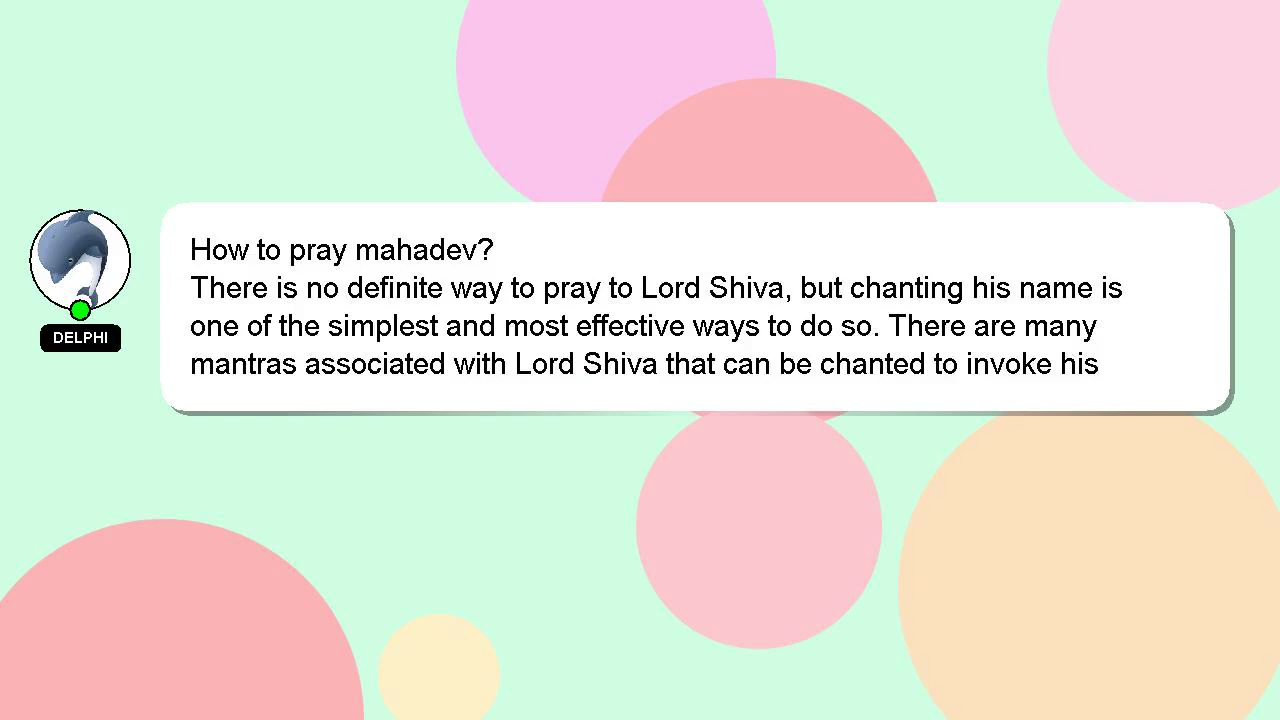 How to pray mahadev?
There is no definite way to pray to Lord Shiva, but chanting his name is
one of the simplest and most effective ways to do so. There are many
mantras associated with Lord Shiva that can be chanted to invoke his
DELPHI